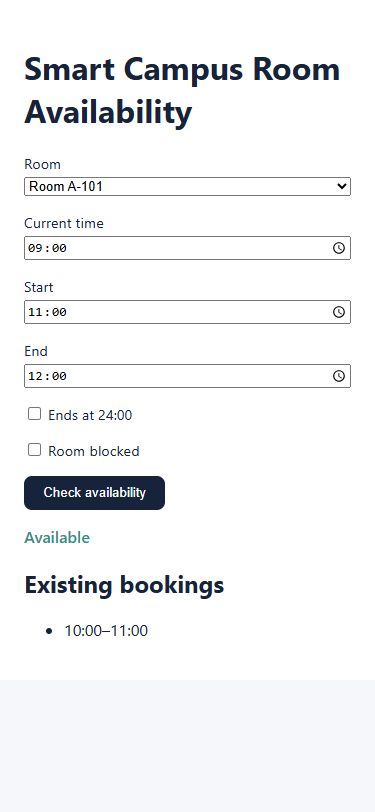 Smart Campus Room
Availability
Room
Room A-101
Current time
09:00
Start
11:00
End
12:00
Ends at 24:00
Room blocked
Check availability
Available
Existing bookings
10:00–11:00